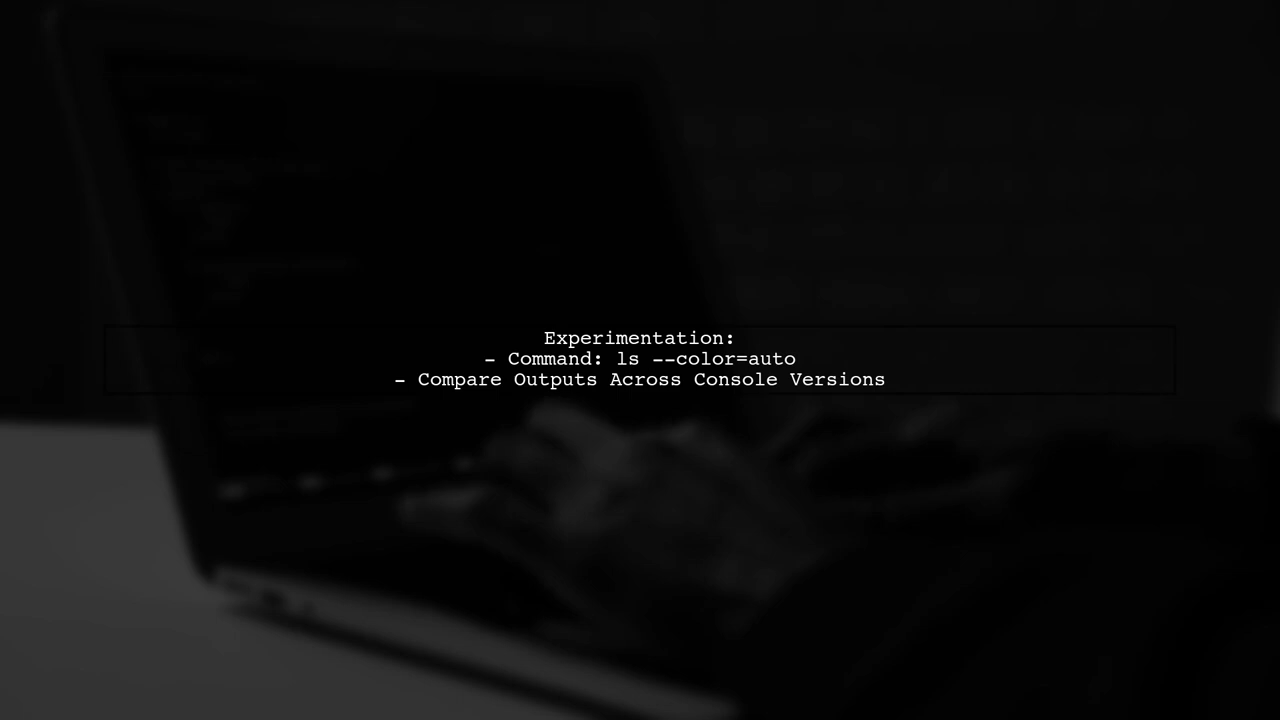 Experimentation:
- Command: ls --color=auto
- Compare Outputs Across Console Versions